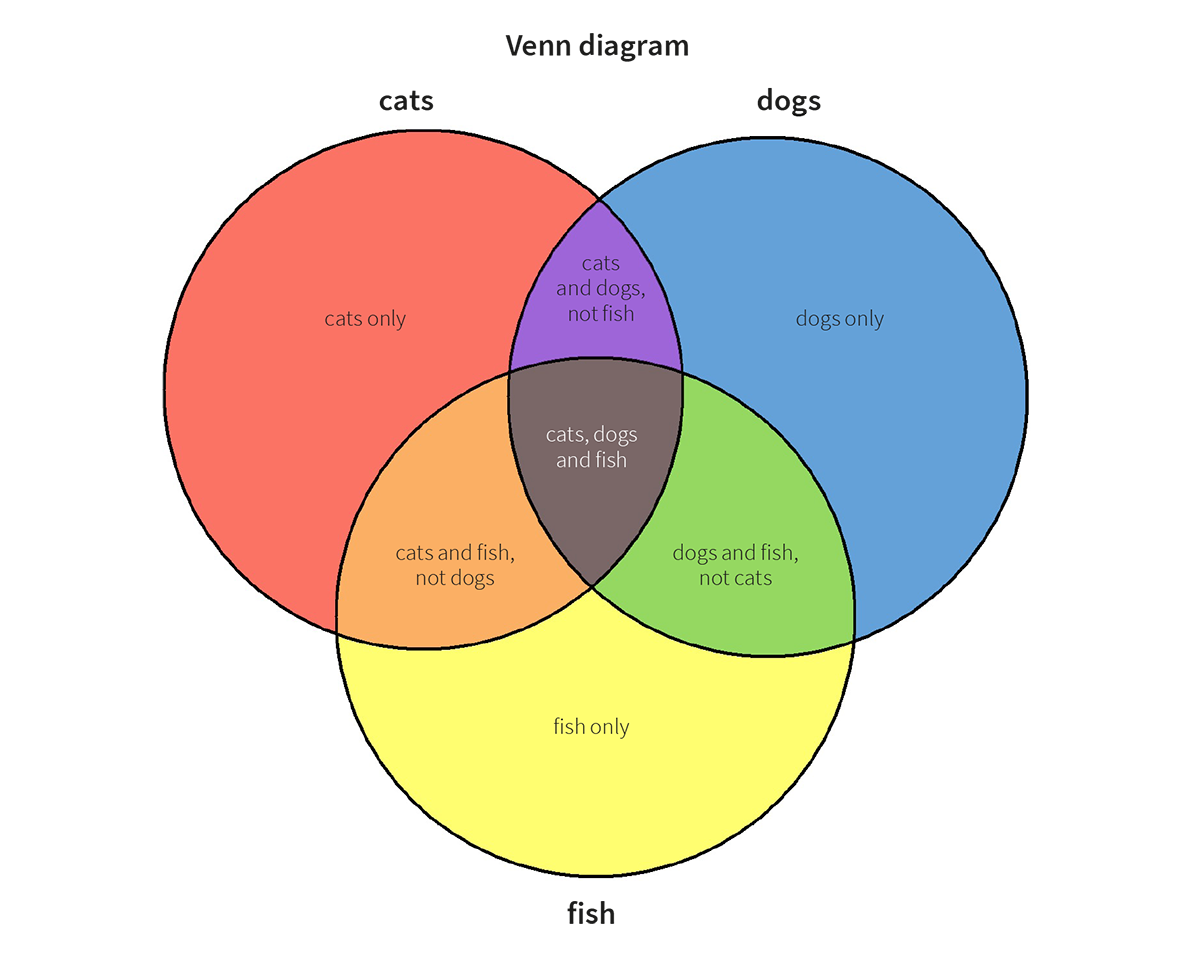 Venn diagram
cats
dogs
cats
and dogs,
not fish
cats only
dogs only
cats, dogs
and fish
cats and fish,
not dogs
dogs and fish,
not cats
fish only
fish